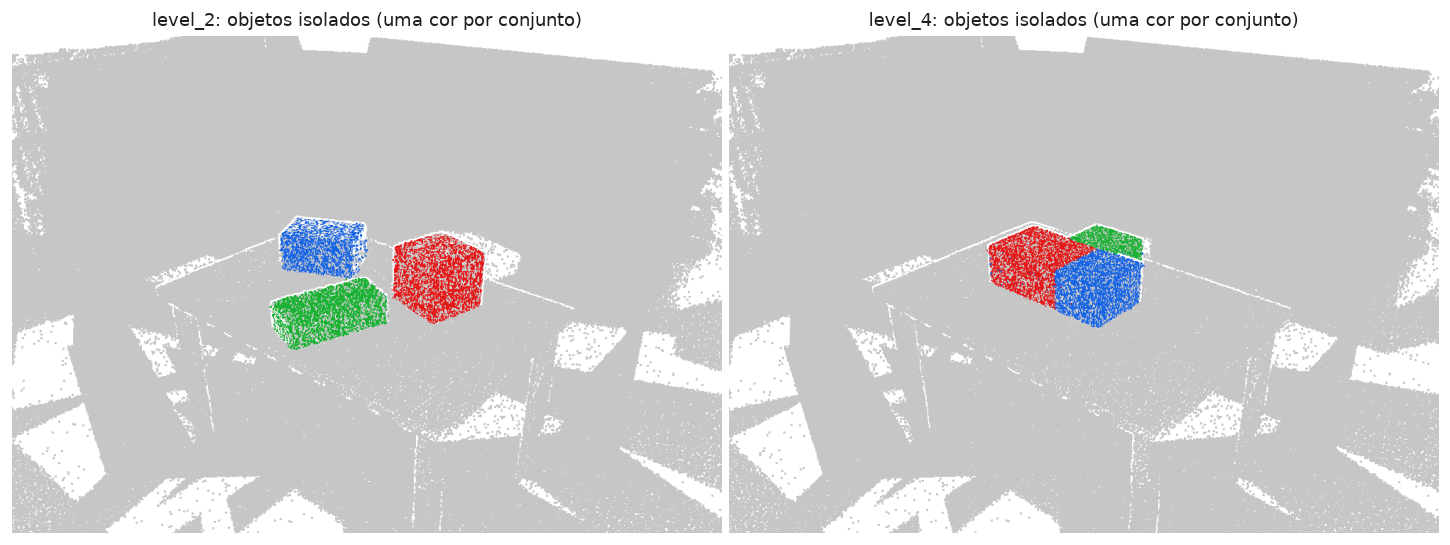 level_2: objetos isolados (uma cor por conjunto)
level_4: objetos isolados (uma cor por conjunto)